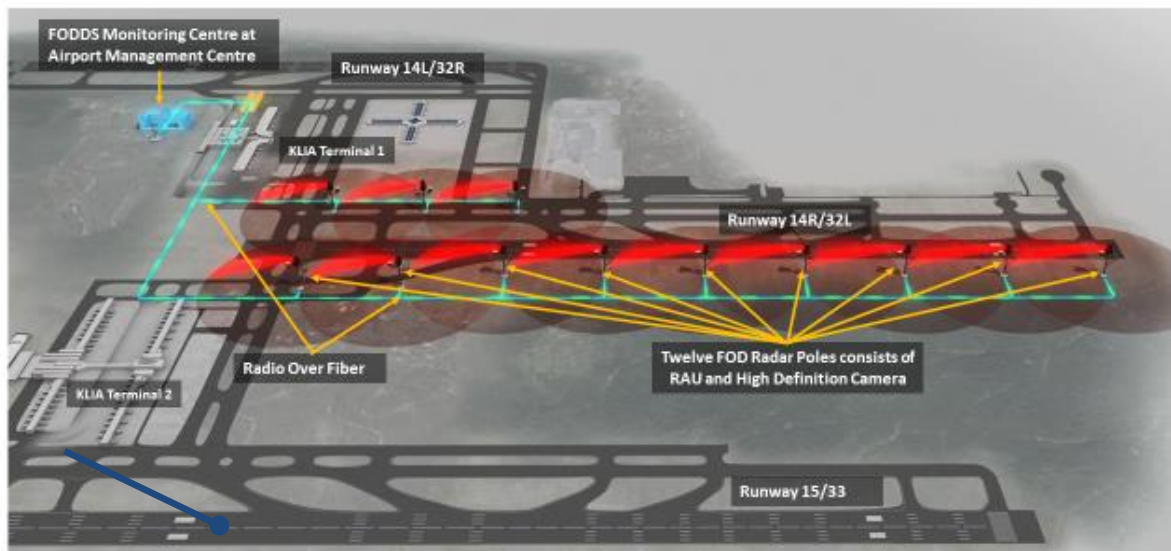 FODDS Monitoring Centre at
Airport Management Centre
Runway 14L/32R
KLIA Terminal 1
Runway 14R/32L
Radio Over Fiber
Twelve FOD Radar Poles consists of
RAU and High Definition Camera
KLIA Terminal 2
Runway 15/33